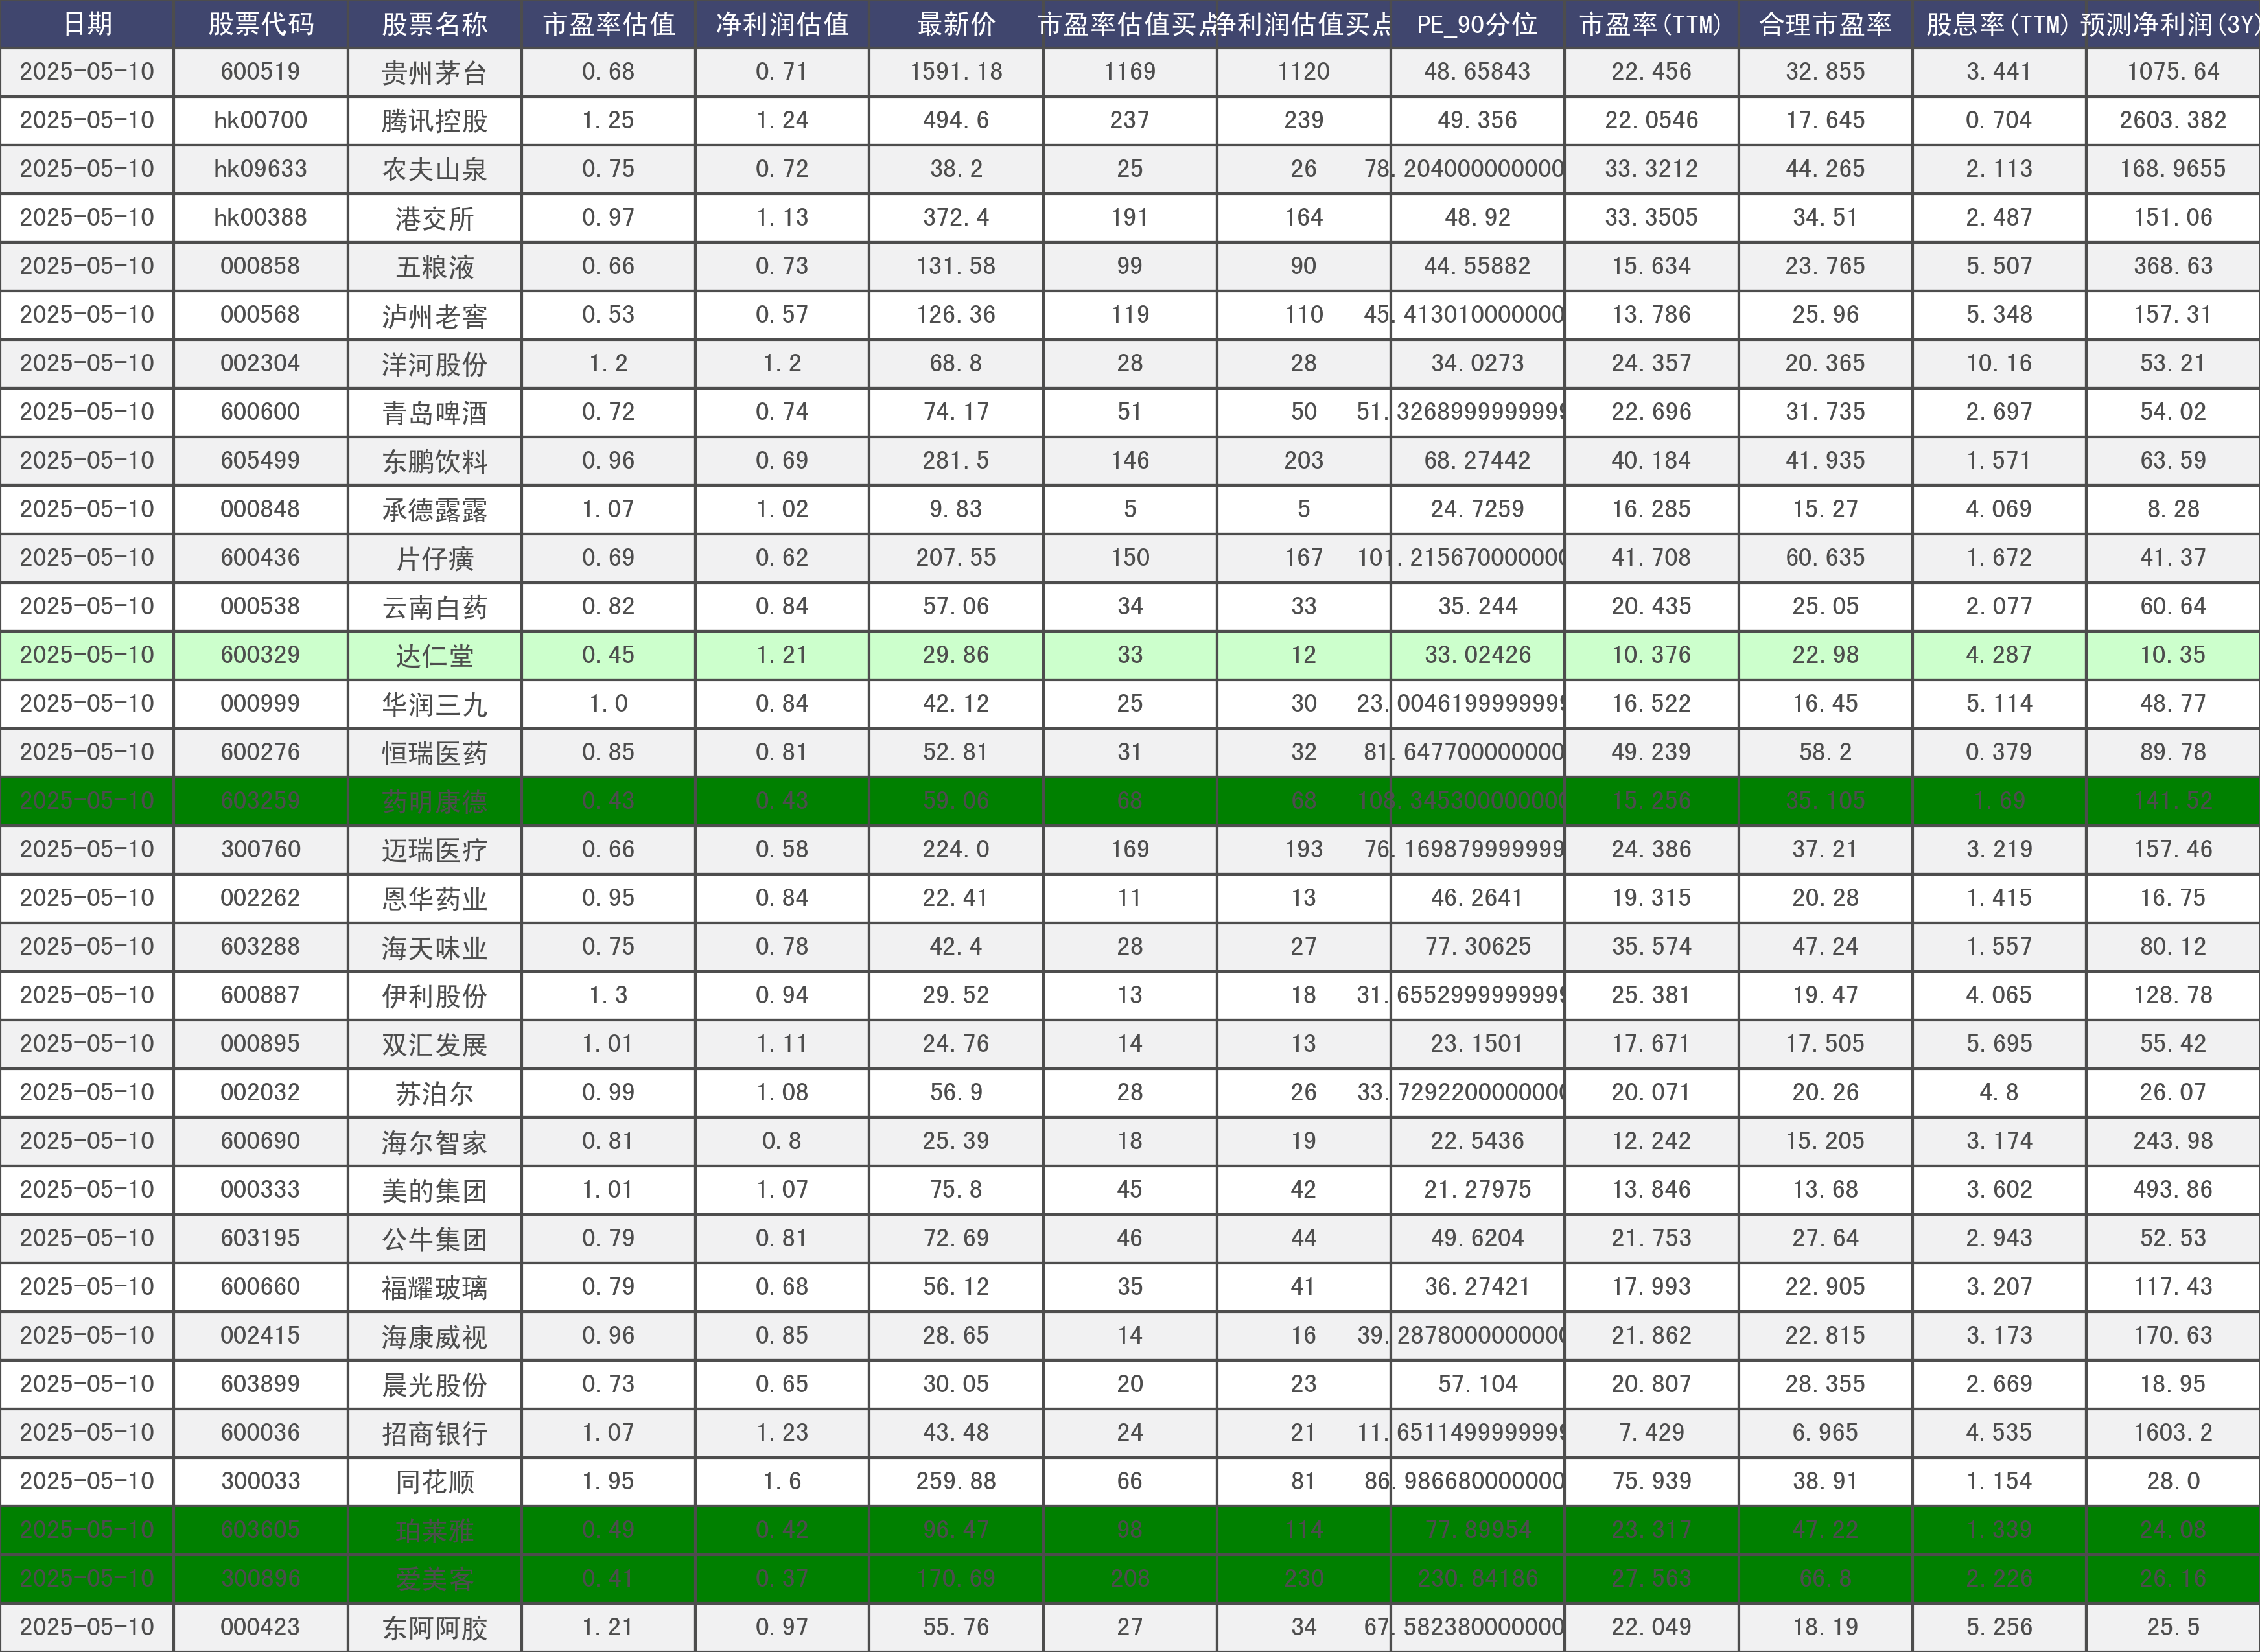 日期 股票代码 股票名称 市盈率估值 净利润估值 最新价 市盈率估值买点 净利润估值买点 PE_90分位 市盈率(TTM) 合理市盈率 股息率(TTM) 预测净利润(3Y)
2025-05-10 600519 贵州茅台 0.68 0.71 1591.18 1169 1120 48.65843 22.456 32.855 3.441 1075.64
2025-05-10 hk00700 腾讯控股 1.25 1.24 494.6 237 239 49.356 22.0546 17.645 0.704 2603.382
2025-05-10 hk09633 农夫山泉 0.75 0.72 38.2 25 26 78.204000000000 33.3212 44.265 2.113 168.9655
2025-05-10 hk00388 港交所 0.97 1.13 372.4 191 164 48.92 33.3505 34.51 2.487 151.06
2025-05-10 000858 五粮液 0.66 0.73 131.58 99 90 44.55882 15.634 23.765 5.507 368.63
2025-05-10 000568 泸州老窖 0.53 0.57 126.36 119 110 45.413010000000 13.786 25.96 5.348 157.31
2025-05-10 002304 洋河股份 1.2 1.2 68.8 28 28 34.0273 24.357 20.365 10.16 53.21
2025-05-10 600600 青岛啤酒 0.72 0.74 74.17 51 50 51.3268999999999 22.696 31.735 2.697 54.02
2025-05-10 605499 东鹏饮料 0.96 0.69 281.5 146 203 68.27442 40.184 41.935 1.571 63.59
2025-05-10 000848 承德露露 1.07 1.02 9.83 5 5 24.7259 16.285 15.27 4.069 8.28
2025-05-10 600436 片仔癀 0.69 0.62 207.55 150 167 101.215670000000 41.708 60.635 1.672 41.37
2025-05-10 000538 云南白药 0.82 0.84 57.06 34 33 35.244 20.435 25.05 2.077 60.64
2025-05-10 600329 达仁堂 0.45 1.21 29.86 33 12 33.02426 10.376 22.98 4.287 10.35
2025-05-10 000999 华润三九 1.0 0.84 42.12 25 30 23.0046199999999 16.522 16.45 5.114 48.77
2025-05-10 600276 恒瑞医药 0.85 0.81 52.81 31 32 81.647700000000 49.239 58.2 0.379 89.78
2025-05-10 603259 药明康德 0.43 0.43 59.06 68 68 108.345300000000 15.256 35.105 1.69 141.52
2025-05-10 300760 迈瑞医疗 0.66 0.58 224.0 169 193 76.169879999999 24.386 37.21 3.219 157.46
2025-05-10 002262 恩华药业 0.95 0.84 22.41 11 13 46.2641 19.315 20.28 1.415 16.75
2025-05-10 603288 海天味业 0.75 0.78 42.4 28 27 77.30625 35.574 47.24 1.557 80.12
2025-05-10 600887 伊利股份 1.3 0.94 29.52 13 18 31.6552999999999 25.381 19.47 4.065 128.78
2025-05-10 000895 双汇发展 1.01 1.11 24.76 14 13 23.1501 17.671 17.505 5.695 55.42
2025-05-10 002032 苏泊尔 0.99 1.08 56.9 28 26 33.7292200000000 20.071 20.26 4.8 26.07
2025-05-10 600690 海尔智家 0.81 0.8 25.39 18 19 22.5436 12.242 15.205 3.174 243.98
2025-05-10 000333 美的集团 1.01 1.07 75.8 45 42 21.27975 13.846 13.68 3.602 493.86
2025-05-10 603195 公牛集团 0.79 0.81 72.69 46 44 49.6204 21.753 27.64 2.943 52.53
2025-05-10 600660 福耀玻璃 0.79 0.68 56.12 35 41 36.27421 17.993 22.905 3.207 117.43
2025-05-10 002415 海康威视 0.96 0.85 28.65 14 16 39.2878000000000 21.862 22.815 3.173 170.63
2025-05-10 603899 晨光股份 0.73 0.65 30.05 20 23 57.104 20.807 28.355 2.669 18.95
2025-05-10 600036 招商银行 1.07 1.23 43.48 24 21 11.6511499999999 7.429 6.965 4.535 1603.2
2025-05-10 300033 同花顺 1.95 1.6 259.88 66 81 86.986680000000 75.939 38.91 1.154 28.0
2025-05-10 603605 珀莱雅 0.49 0.42 96.47 98 114 77.83954 23.317 47.22 1.339 24.08
2025-05-10 300896 爱美客 0.41 0.37 170.69 208 230 230.84186 27.563 66.8 2.226 26.16
2025-05-10 000423 东阿阿胶 1.21 0.97 55.76 27 34 67.582380000000 22.049 18.19 5.256 25.5